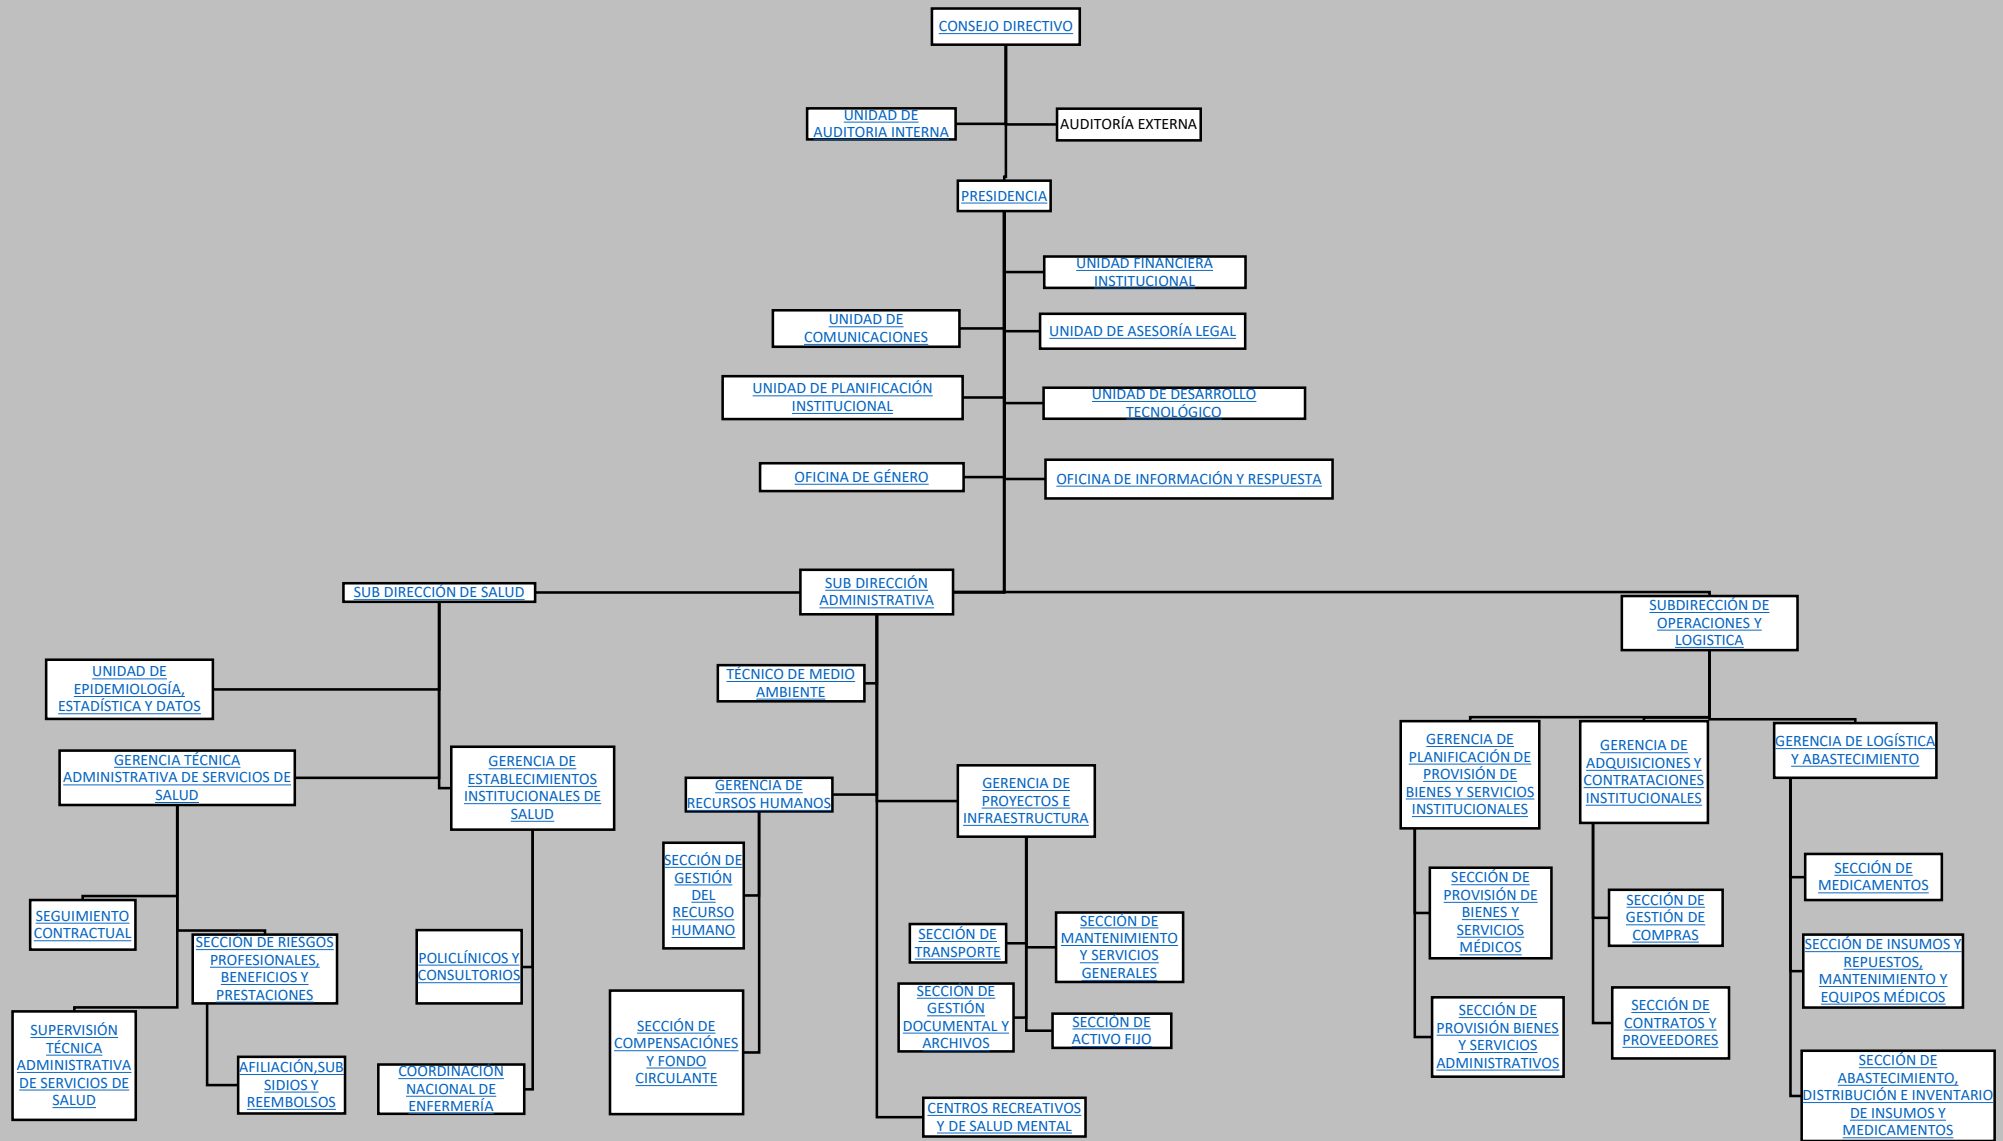 CONSEJO DIRECTIVO
UNIDAD DE
AUDITORIA INTERNA
AUDITORÍA EXTERNA
PRESIDENCIA
UNIDAD FINANCIERA
INSTITUCIONAL
UNIDAD DE
COMUNICACIONES
UNIDAD DE ASESORÍA LEGAL
UNIDAD DE PLANIFICACIÓN
INSTITUCIONAL
UNIDAD DE DESARROLLO
TECNOLÓGICO
OFICINA DE GÉNERO
OFICINA DE INFORMACIÓN Y RESPUESTA
SUB DIRECCIÓN DE SALUD
SUB DIRECCIÓN
ADMINISTRATIVA
SUBDIRECCIÓN DE
OPERACIONES Y
LOGISTICA
UNIDAD DE
EPIDEMIOLOGÍA,
ESTADÍSTICA Y DATOS
TÉCNICO DE MEDIO
AMBIENTE
GERENCIA TÉCNICA
ADMINISTRATIVA DE SERVICIOS DE
SALUD
GERENCIA DE
ESTABLECIMIENTOS
INSTITUCIONALES DE
SALUD
GERENCIA DE
RECURSOS HUMANOS
GERENCIA DE
PROYECTOS E
INFRAESTRUCTURA
GERENCIA DE
PLANIFICACIÓN DE
PROVISIÓN DE
BIENES Y SERVICIOS
INSTITUCIONALES
GERENCIA DE
ADQUISICIONES Y
CONTRATACIONES
INSTITUCIONALES
GERENCIA DE LOGÍSTICA
Y ABASTECIMIENTO
SEGUIMIENTO
CONTRACTUAL
SECCIÓN DE RIESGOS
PROFESIONALES,
BENEFICIOS Y
PRESTACIONES
SUPERVISIÓN
TÉCNICA
ADMINISTRATIVA
DE SERVICIOS DE
SALUD
AFILIACIÓN,SUB
SIDIOS Y
REEMBOLSOS
POLICLÍNICOS Y
CONSULTORIOS
COORDINACIÓN
NACIONAL DE
ENFERMERÍA
SECCIÓN DE
GESTIÓN
DEL
RECURSO
HUMANO
SECCIÓN DE
COMPENSACIÓNES
Y FONDO
CIRCULANTE
SECCIÓN DE
TRANSPORTE
SECCIÓN DE
MANTENIMIENTO
Y SERVICIOS
GENERALES
SECCIÓN DE
GESTIÓN
DOCUMENTAL Y
ARCHIVOS
SECCIÓN DE
ACTIVO FIJO
CENTROS RECREATIVOS
Y DE SALUD MENTAL
SECCIÓN DE
PROVISIÓN DE
BIENES Y
SERVICIOS
MÉDICOS
SECCIÓN DE
PROVISIÓN BIENES
Y SERVICIOS
ADMINISTRATIVOS
SECCIÓN DE
GESTIÓN DE
COMPRAS
SECCIÓN DE
CONTRATOS Y
PROVEEDORES
SECCIÓN DE
MEDICAMENTOS
SECCIÓN DE INSUMOS Y
REPUESTOS,
MANTENIMIENTO Y
EQUIPOS MÉDICOS
SECCIÓN DE
ABASTECIMIENTO,
DISTRIBUCIÓN E INVENTARIO
DE INSUMOS Y
MEDICAMENTOS